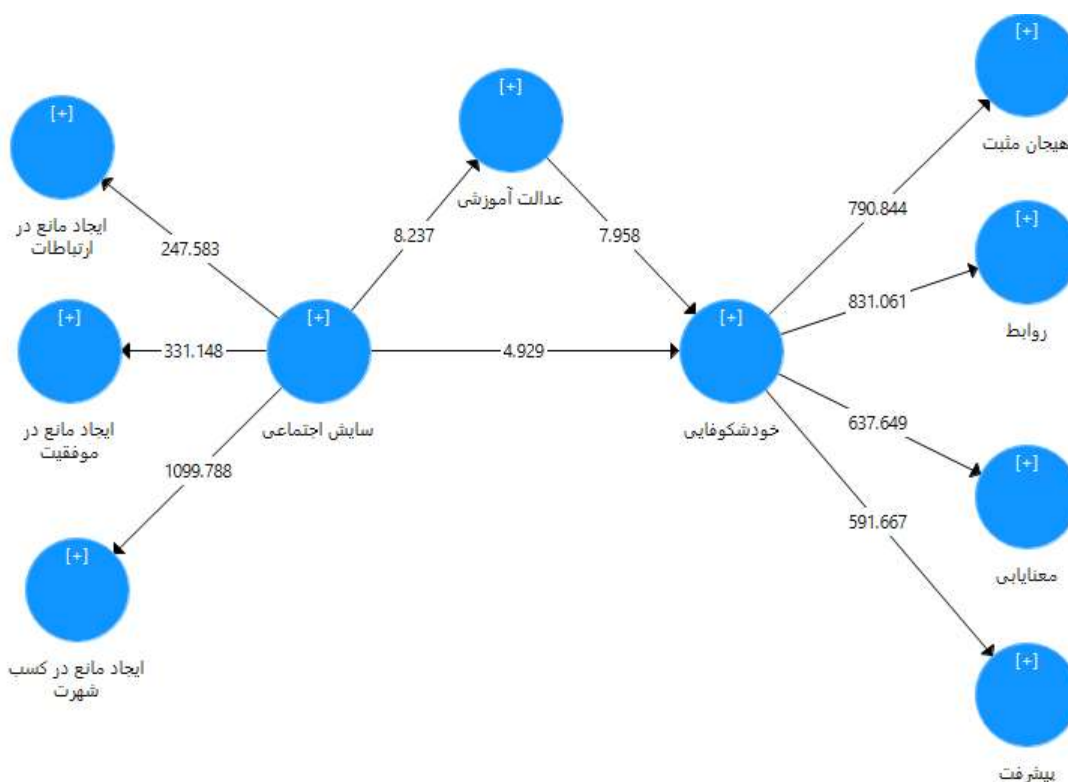 [+]
هیجان مثبت
[+]
عدالت آموزشی
[+]
ایجاد مانع در
ارتباطات
790.844
[+]
روابط
247.583
8.237
7.958
831.061
[+]
ایجاد مانع در
موفقیت
331.148
[+]
سایش اجتماعی
4.929
[+]
خودشکوفایی
637.649
[+]
معنایابی
1099.788
591.667
[+]
ایجاد مانع در کسب
شهرت
[+]
پیشرفت